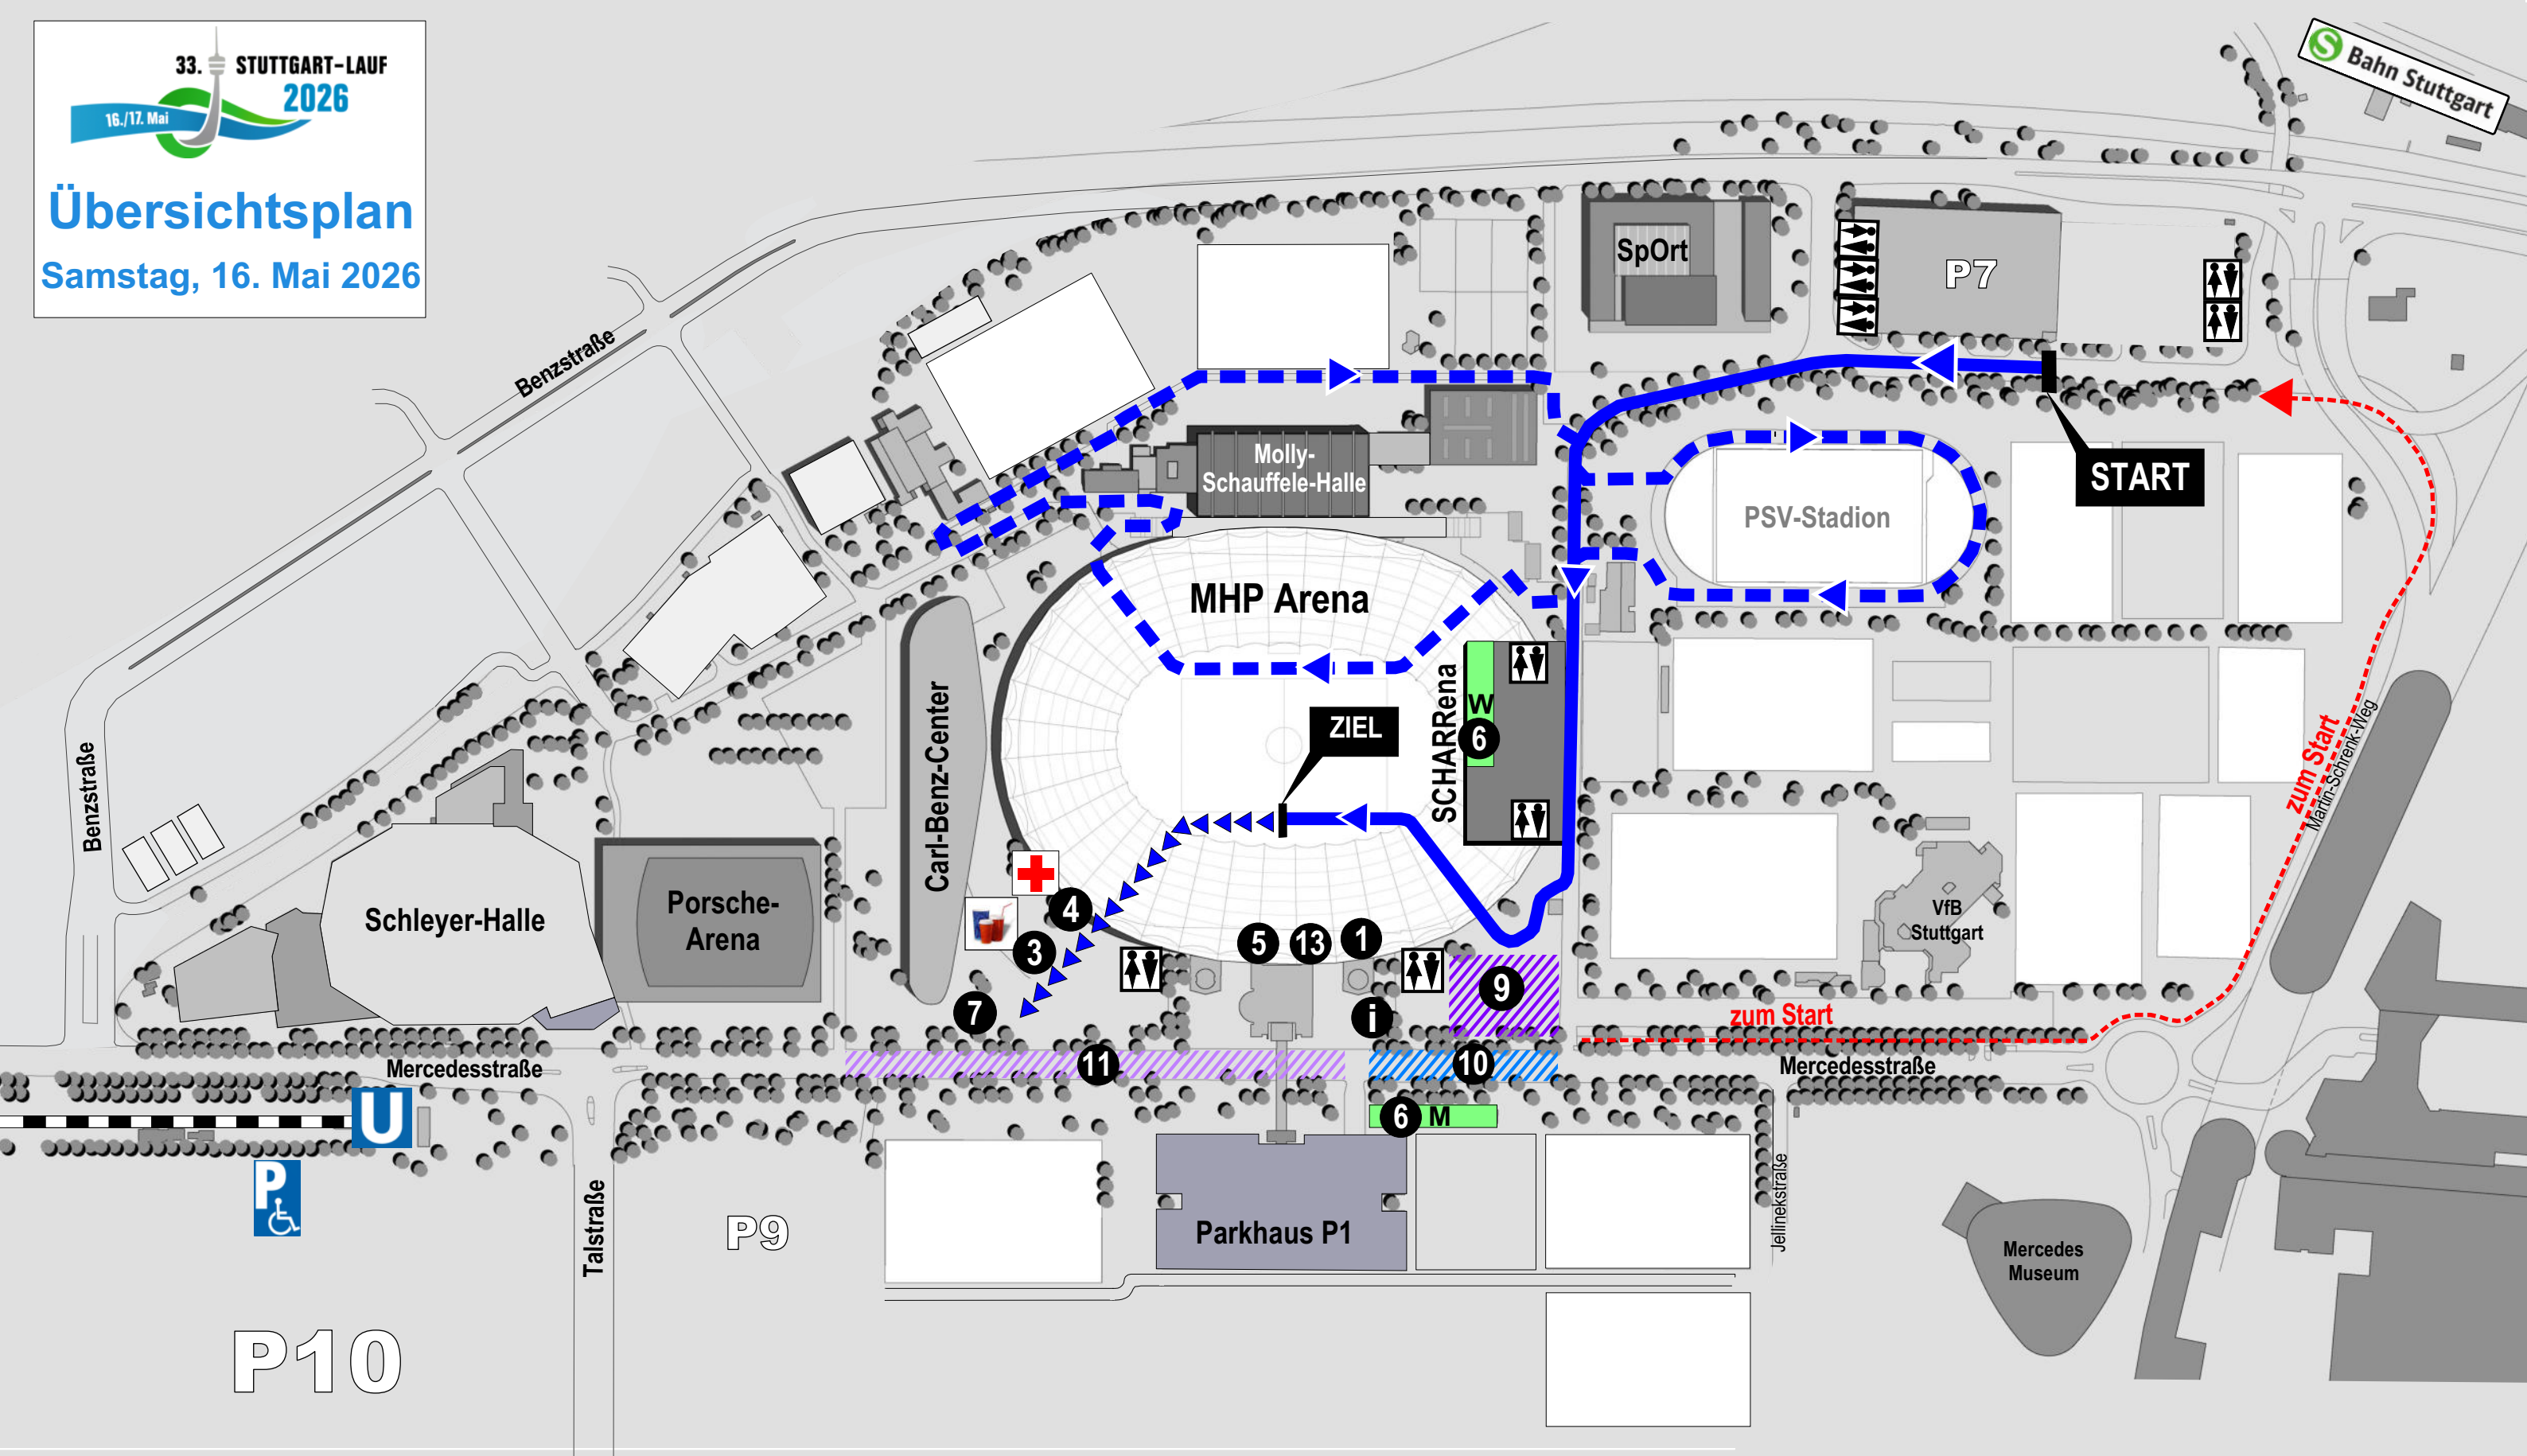 33. STUTTGART-LAUF
2026
16./17. Mai
Übersichtsplan
Samstag, 16. Mai 2026
S Bahn Stuttgart
SpOrt
P7
Benzstraße
Molly-
Schauffele-Halle
START
PSV-Stadion
MHP Arena
SCHARRena
W
6
ZIEL
Carl-Benz-Center
Benzstraße
zum Start
Martin-Schrenk-Weg
Schleyer-Halle
Porsche-
Arena
VfB
Stuttgart
4
3
5
13
1
7
9
i
zum Start
Mercedesstraße
11
10
Mercedesstraße
U
6 M
P
Talstraße
P9
Parkhaus P1
Jellinekstraße
Mercedes
Museum
P10